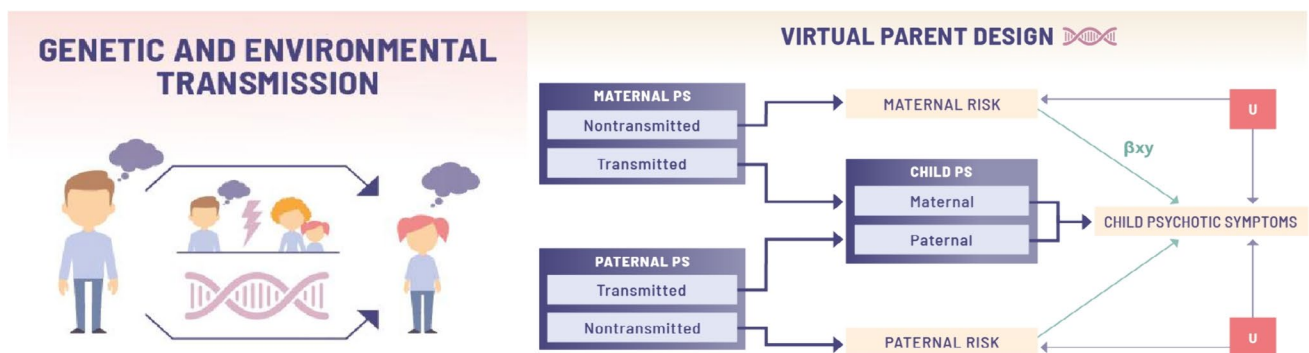 GENETIC AND ENVIRONMENTAL
TRANSMISSION
VIRTUAL PARENT DESIGN
MATERNAL PS
Nontransmitted
Transmitted
PATERNAL PS
Transmitted
Nontransmitted
MATERNAL RISK
CHILD PS
Maternal
Paternal
PATERNAL RISK
βxy
U
CHILD PSYCHOTIC SYMPTOMS
U